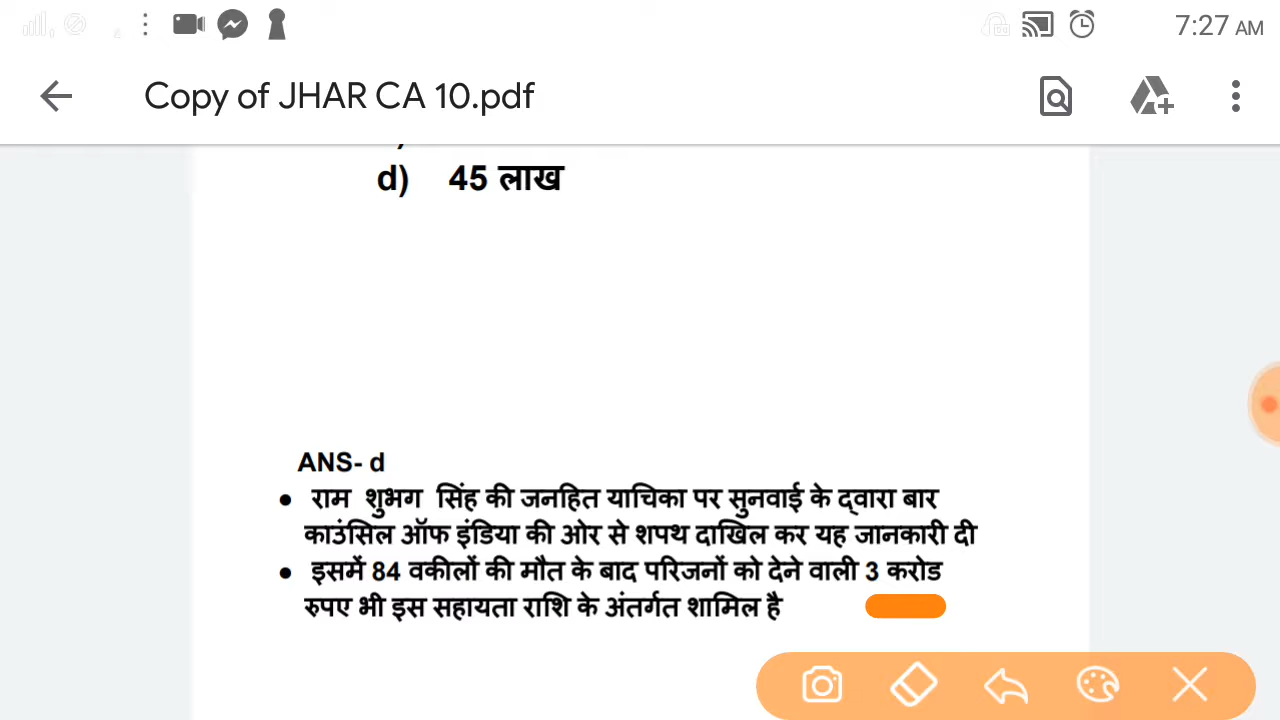 7:27 AM
Copy of JHAR CA 10.pdf
d) 45 लाख
ANS- d
• राम शुभग सिंह की जनहित याचिका पर सुनवाई के द्वारा बार
काउंसिल ऑफ इंडिया की ओर से शपथ दाखिल कर यह जानकारी दी
• इसमें 84 वकीलों की मौत के बाद परिजनों को देने वाली 3 करोड
रुपए भी इस सहायता राशि के अंतर्गत शामिल है